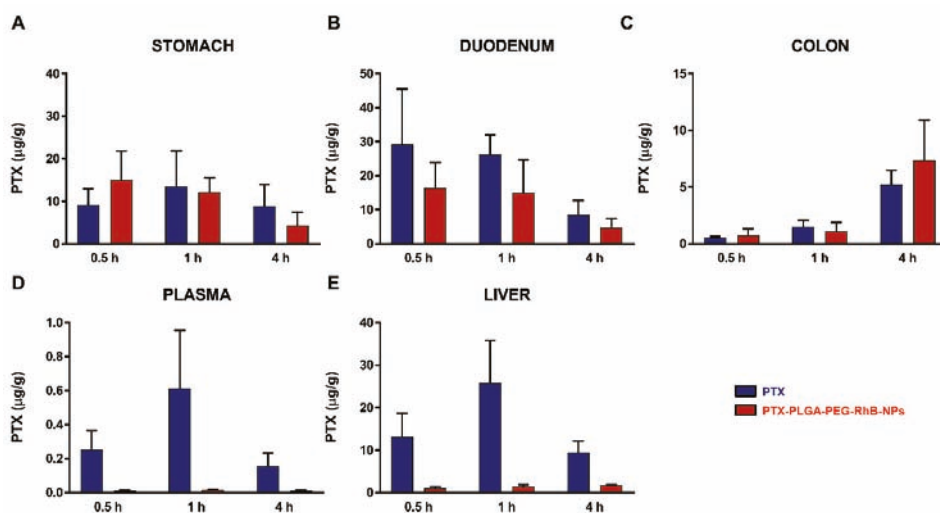 A
STOMACH
PTX (µg/g)
40
30
20
10
0
0.5 h
1 h
4 h
B
DUODENUM
PTX (µg/g)
50
40
30
20
10
0
0.5 h
1 h
4 h
C
COLON
PTX (µg/g)
15
10
5
0
0.5 h
1 h
4 h
D
PLASMA
PTX (µg/g)
1.0
0.8
0.6
0.4
0.2
0.0
0.5 h
1 h
4 h
E
LIVER
PTX (µg/g)
40
30
20
10
0
0.5 h
1 h
4 h
PTX
PTX-PLGA-PEG-RhB-NPs